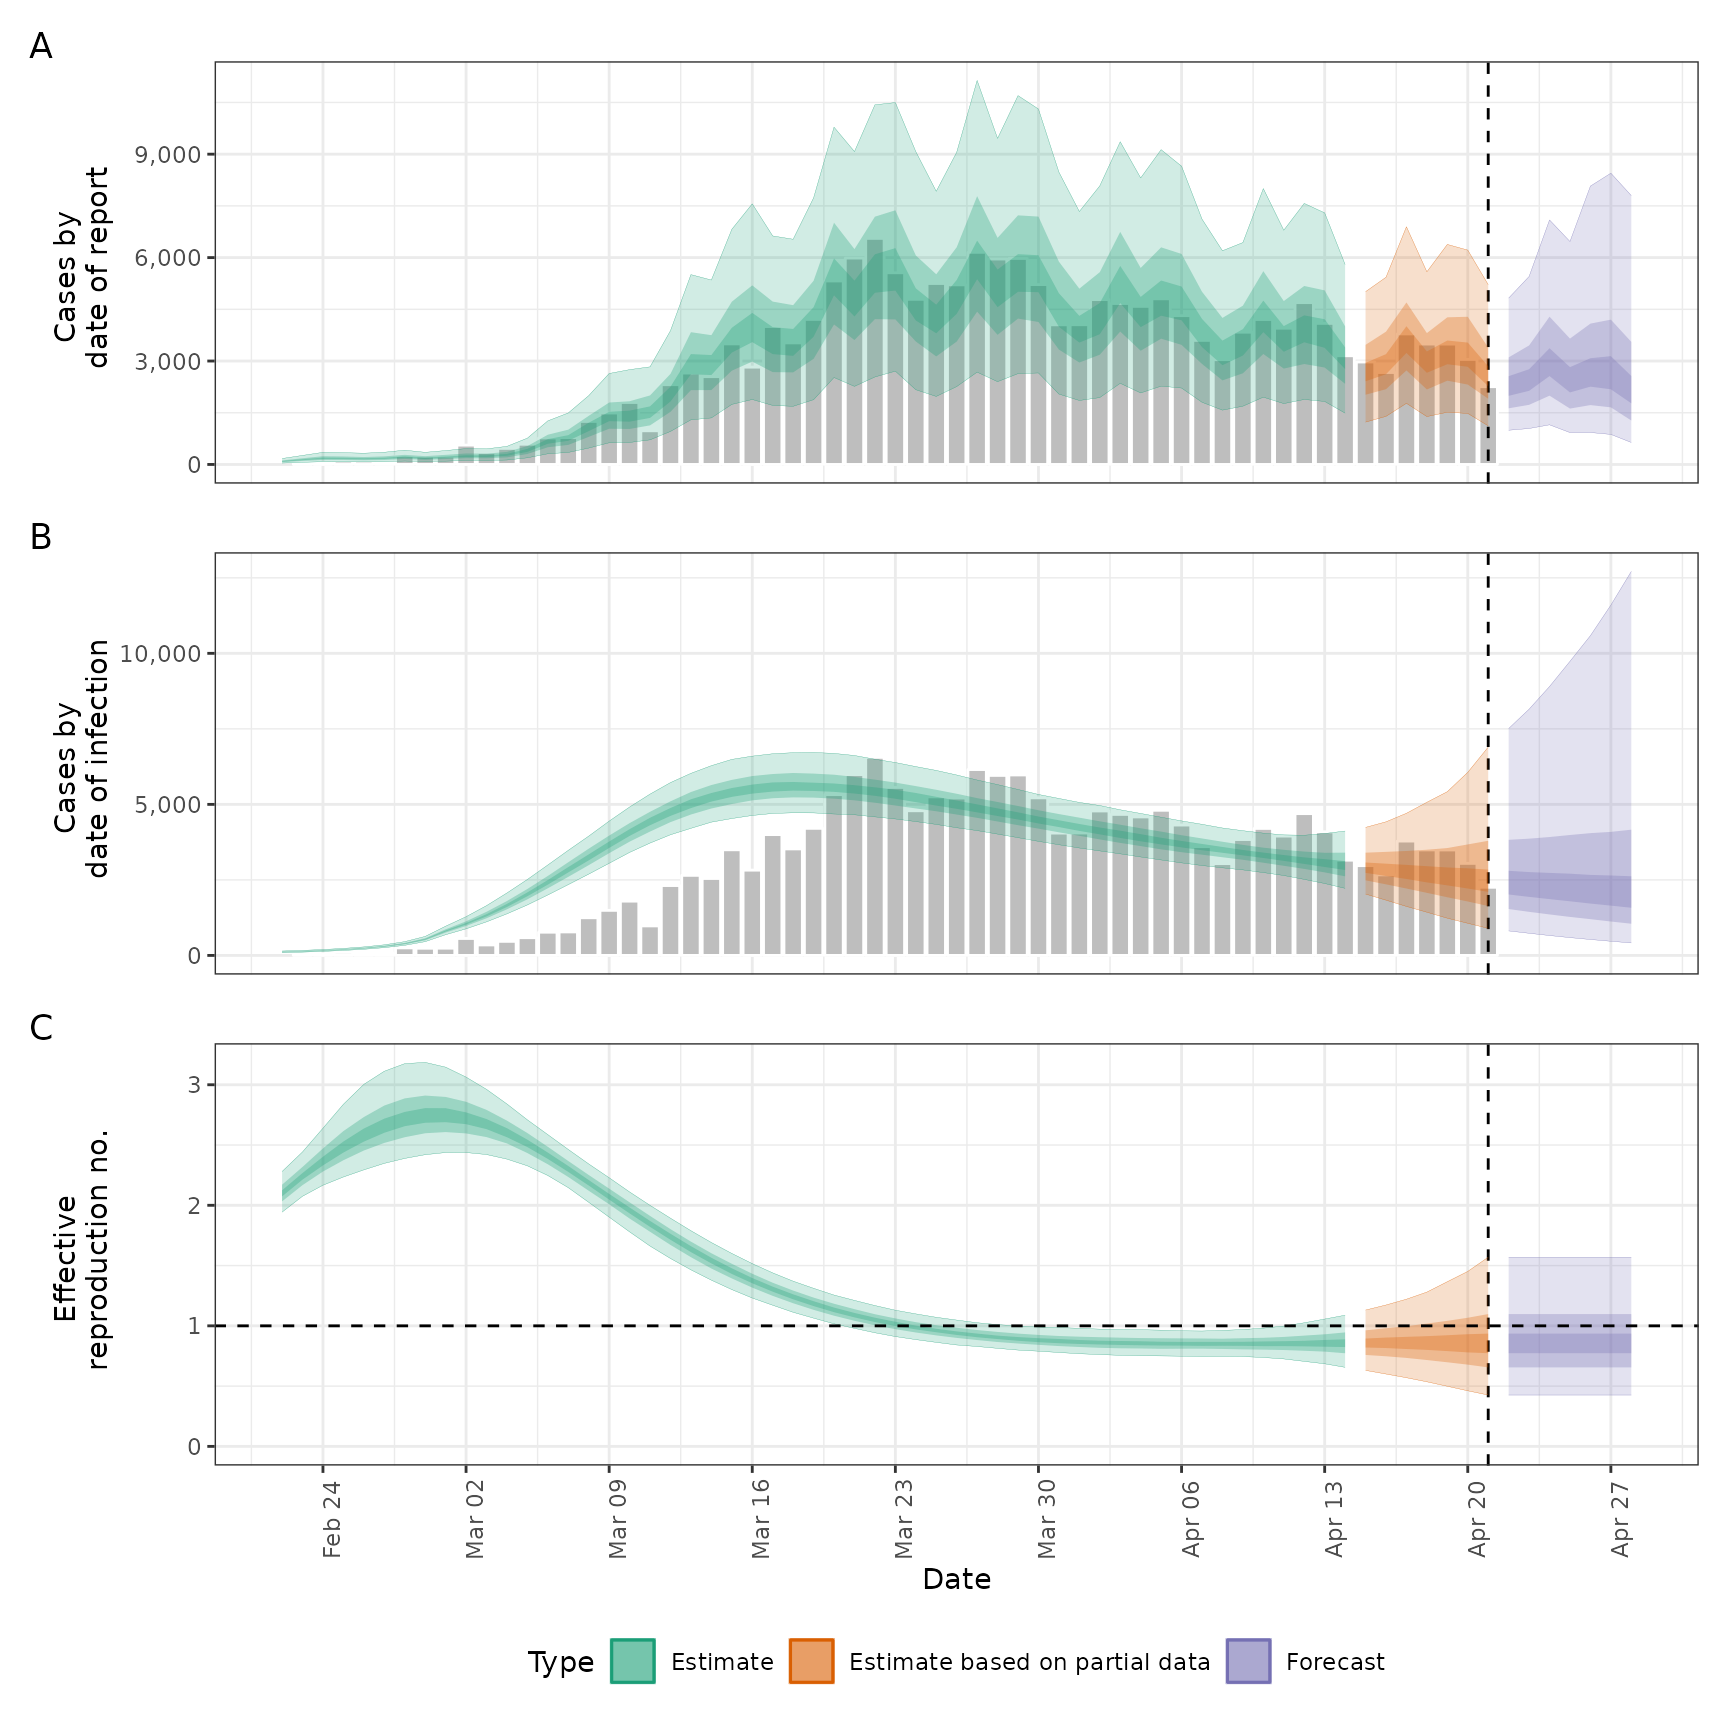 A
Cases by
date of report
9,000
6,000
3,000
0
B
Cases by
date of infection
10,000
5,000
0
C
Effective
reproduction no.
3
2
1
0
Feb 24
Mar 02
Mar 09
Mar 16
Mar 23
Mar 30
Apr 06
Apr 13
Apr 20
Apr 27
Date
Type
Estimate
Estimate based on partial data
Forecast